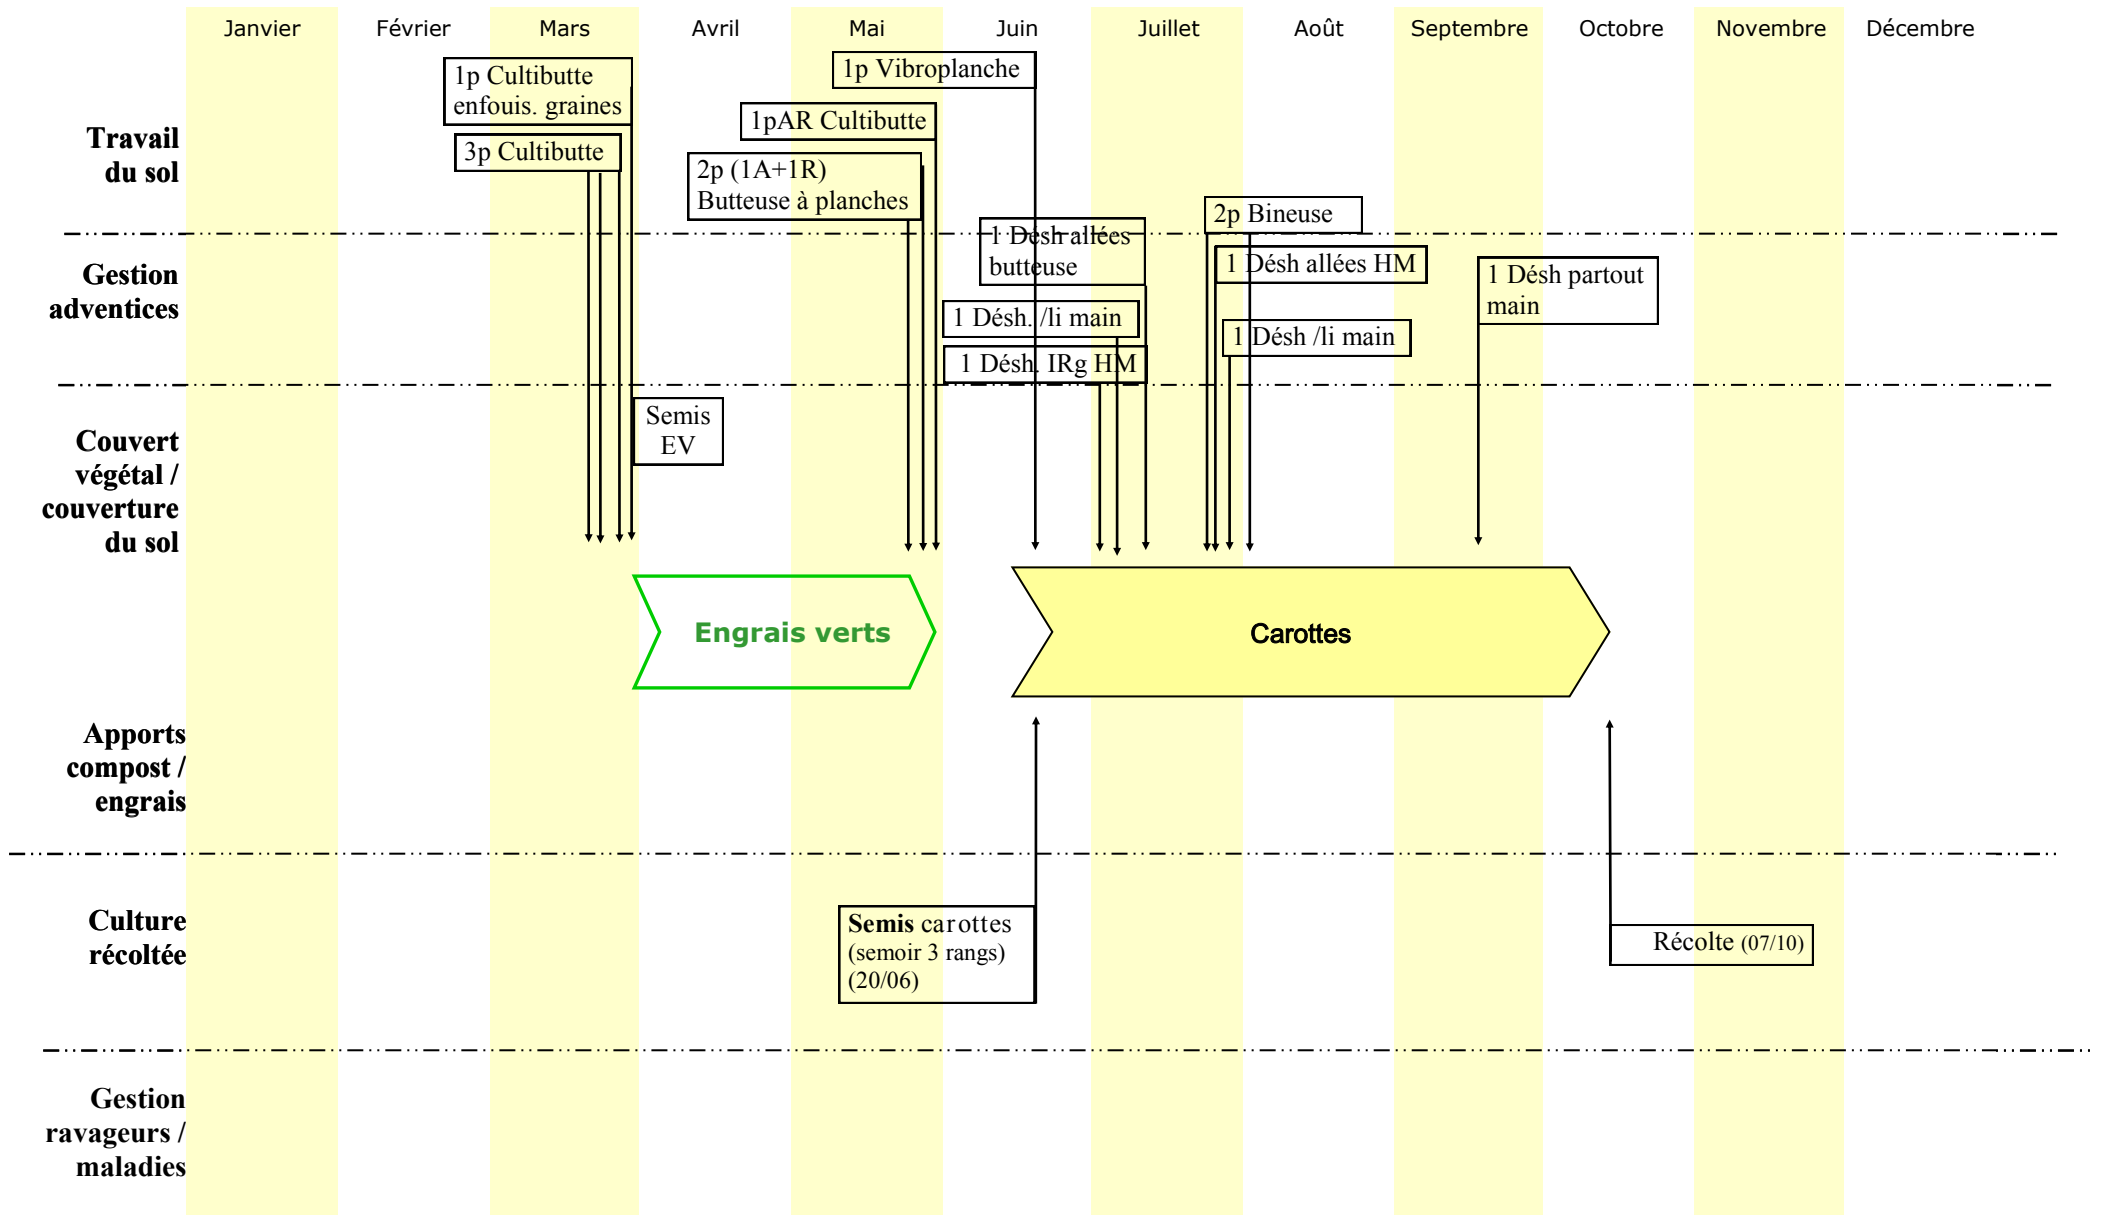 Janvier Février Mars Avril Mai Juin Juillet Août Septembre Octobre Novembre Décembre
Travail
du sol
1p Cultibutte
enfouis. graines
3p Cultibutte
1p Vibroplanche
1pAR Cultibutte
2p (1A+1R)
Butteuse à planches
2p Bineuse
Gestion
adventices
1 Désh allées
butteuse
1 Désh. /li main
1 Désh. IRg HM
1 Désh allées HM
1 Désh /li main
1 Désh partout
main
Couvert
végétal /
couverture
du sol
Semis
EV
Engrais verts
Carottes
Apports
compost /
engrais
Culture
récoltée
Semis carottes
(semoir 3 rangs)
(20/06)
Récolte (07/10)
Gestion
ravageurs /
maladies